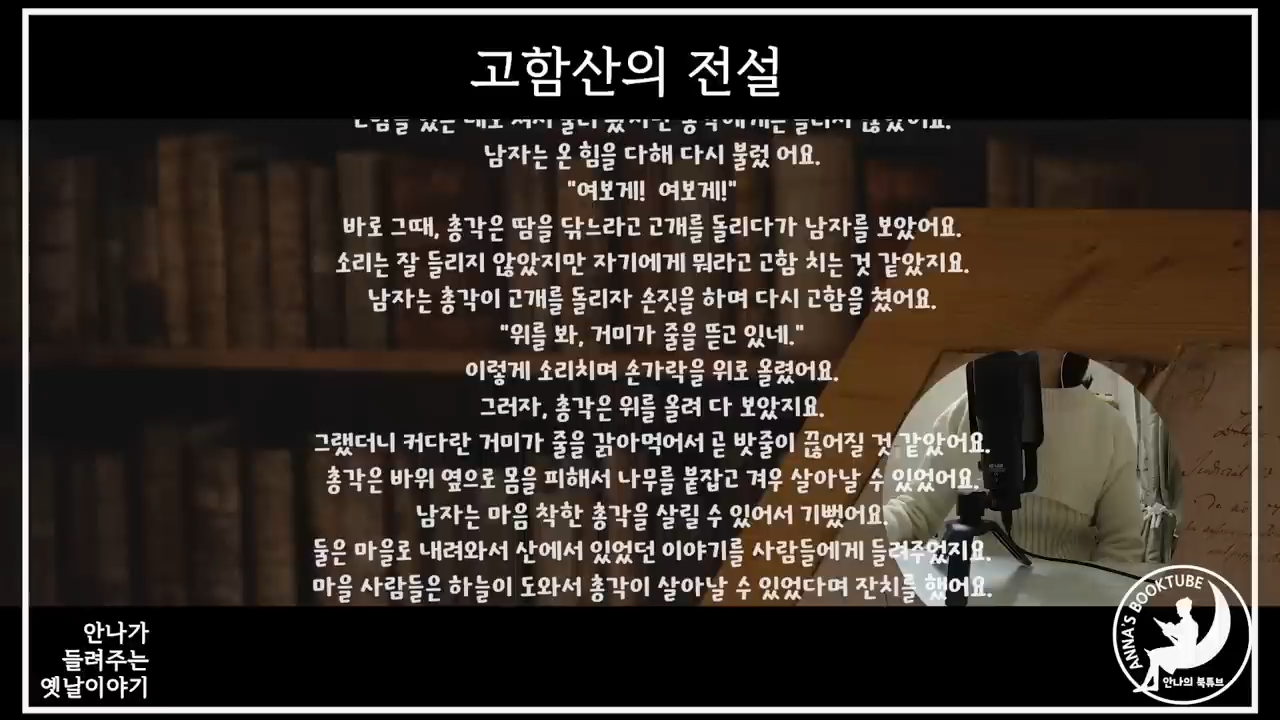 고함산의 전설
남자는 온 힘을 다해 다시 불렀 어요.
"여보게!  여보게!"
바로 그때, 총각은 땀을 닦느라고 고개를 돌리다가 남자를 보았어요.
소리는 잘 들리지 않았지만 자기에게 뭐라고 고함 치는 것 같았지요.
남자는 총각이 고개를 돌리자 손짓을 하며 다시 고함을 쳤어요.
"위를 봐, 거미가 줄을 뜯고 있네."
이렇게 소리치며 손가락을 위로 올렸어요.
그러자, 총각은 위를 올려 다 보았지요.
그랬더니 커다란 거미가 줄을 갉아먹어서 곧 밧줄이 끊어질 것 같았어요.
총각은 바위 옆으로 몸을 피해서 나무를 붙잡고 겨우 살아날 수 있었어요.
남자는 마음 착한 총각을 살릴 수 있어서 기뻤어요.
둘은 마을로 내려와서 산에서 있었던 이야기를 사람들에게 들려주었지요.
마을 사람들은 하늘이 도와서 총각이 살아날 수 있었다며 잔치를 했어요.
안나가
들려주는
옛날이야기
ANNA'S BOOKTUBE
안나의 북튜브